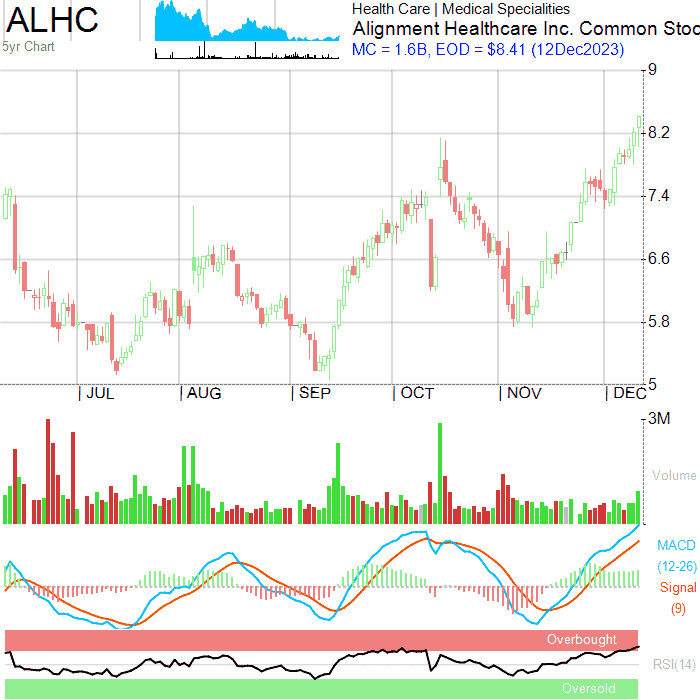 ALHC
5yr Chart
Health Care | Medical Specialities
Alignment Healthcare Inc. Common Stoc
MC = 1.6B, EOD = $8.41 (12Dec2023)
9
8.2
7.4
6.6
5.8
5
| JUL | AUG | SEP | OCT | NOV | DEC
3M
Volume
MACD
(12-26)
Signal
(9)
Overbought
RSI(14)
Oversold